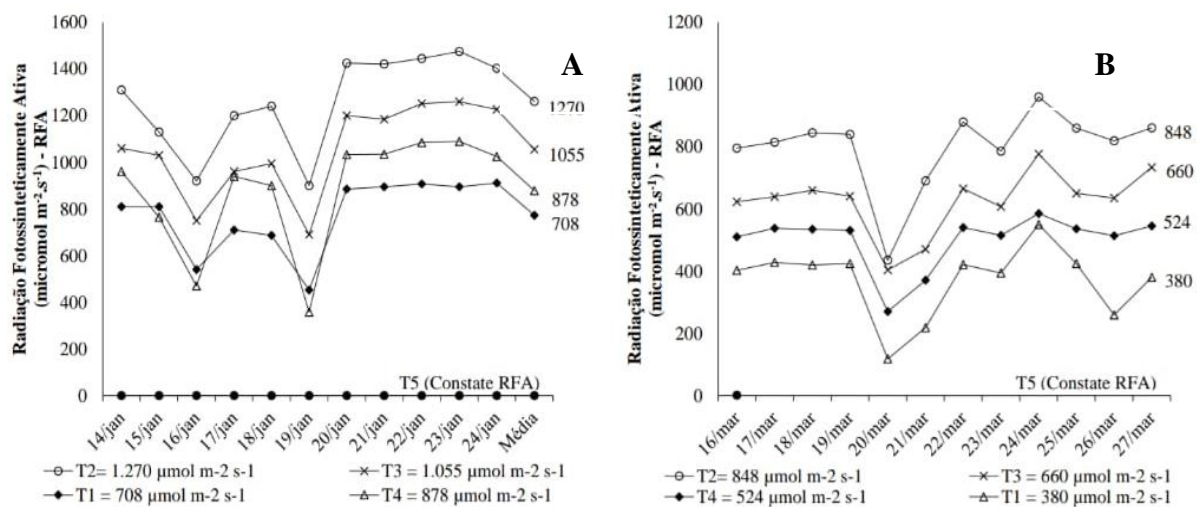 A
Radiação Fotossinteticamente Ativa
(micromol m⁻².s⁻¹) - RFA
1600
1400
1200
1000
800
600
400
200
0
1270
1055
878
708
T5 (Constate RFA)
14/jan
15/jan
16/jan
17/jan
18/jan
19/jan
20/jan
21/jan
22/jan
23/jan
24/jan
Média
T2= 1.270 µmol m-2 s-1
T3 = 1.055 µmol m-2 s-1
T1 = 708 µmol m-2 s-1
T4 = 878 µmol m-2 s-1
B
Radiação Fotossinteticamente Ativa
(micromol m⁻².s⁻¹) - RFA
1200
1000
800
600
400
200
0
848
660
524
380
T5 (Constate RFA)
16/mar
17/mar
18/mar
19/mar
20/mar
21/mar
22/mar
23/mar
24/mar
25/mar
26/mar
27/mar
T2= 848 µmol m-2 s-1
T3 = 660 µmol m-2 s-1
T4 = 524 µmol m-2 s-1
T1= 380 µmol m-2 s-1